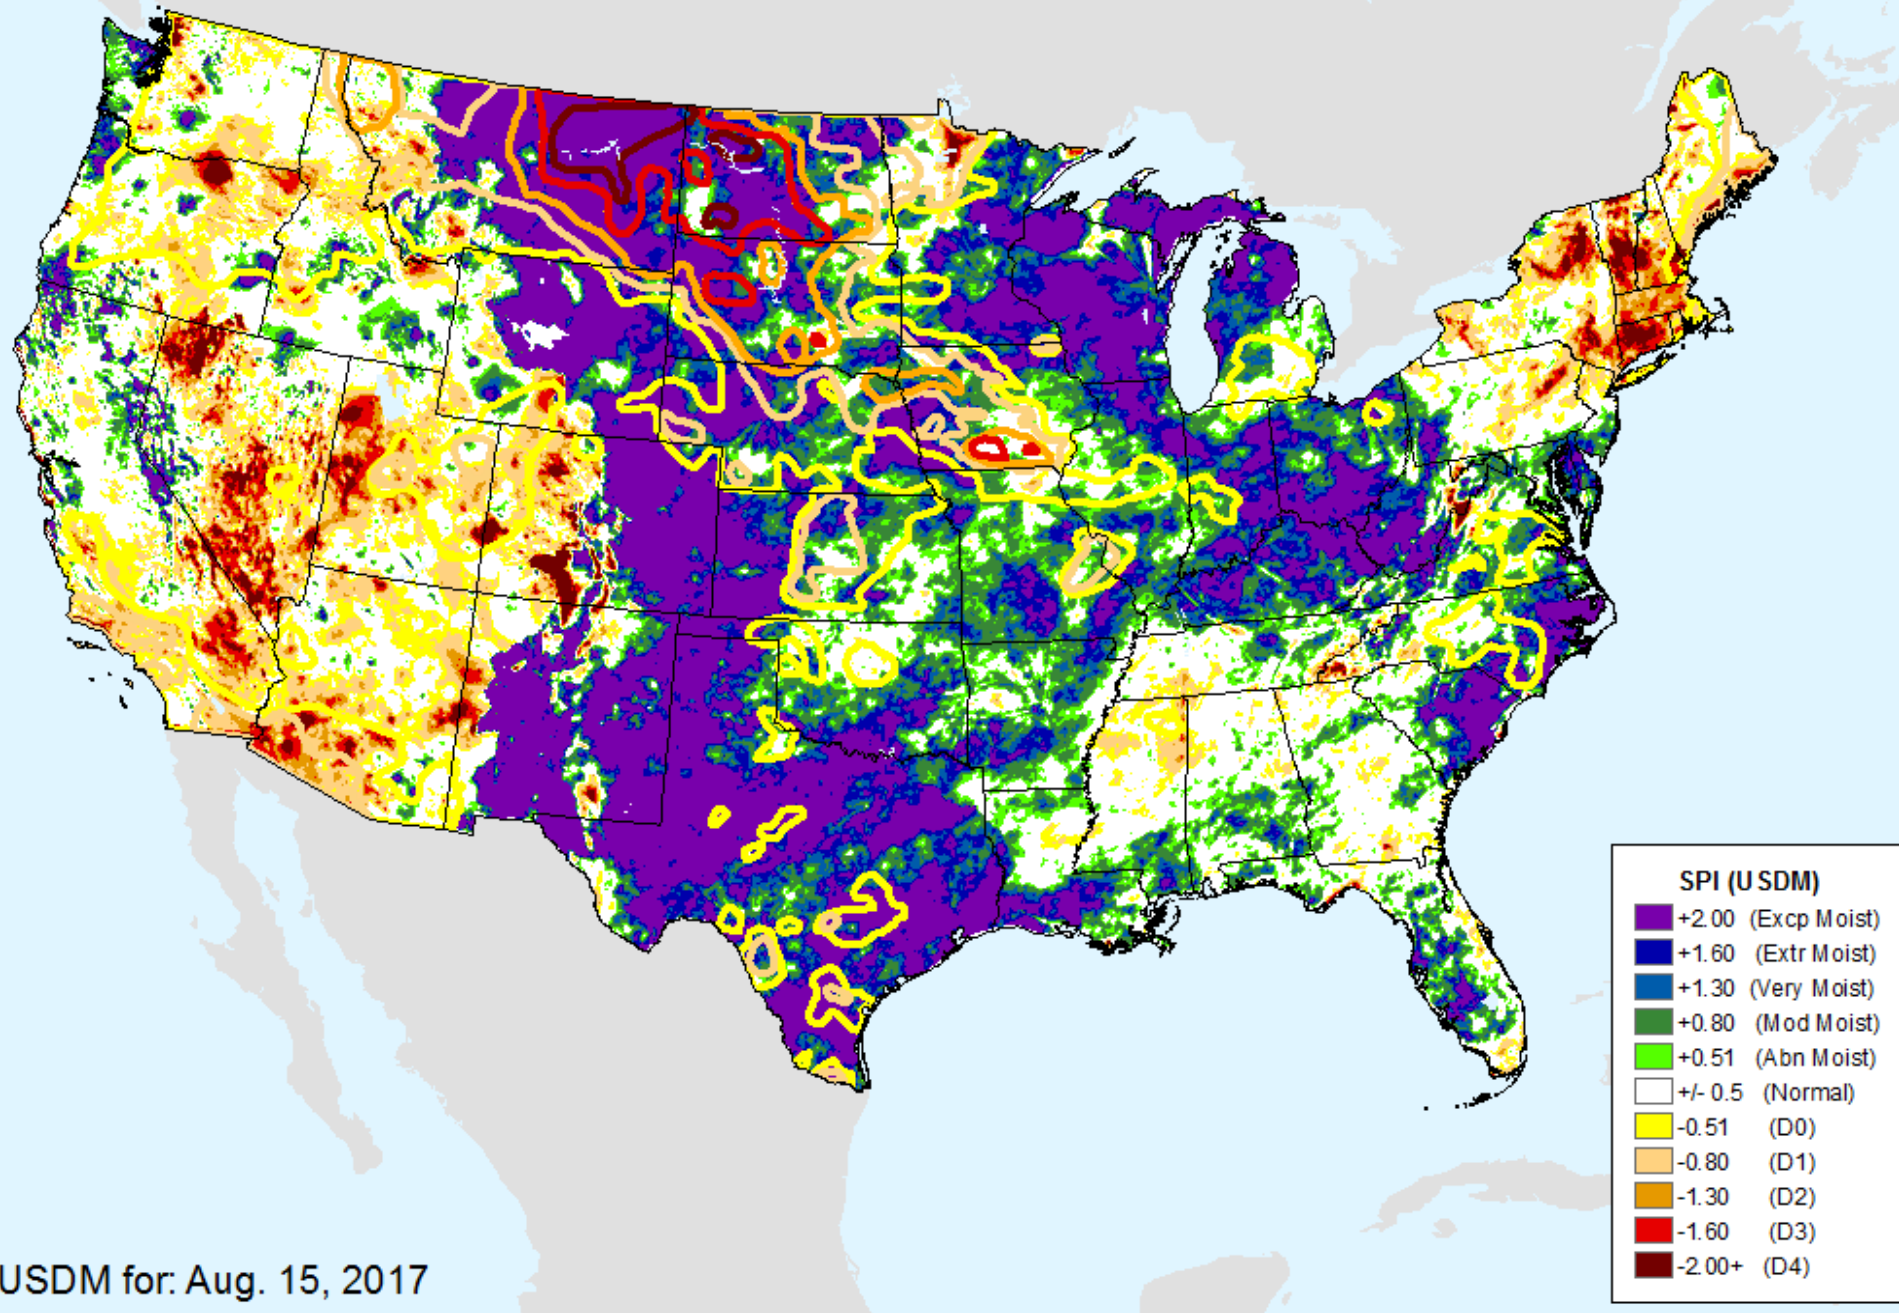 SPI (USDM)
+2.00 (Excp Moist)
+1.60 (Extr Moist)
+1.30 (Very Moist)
+0.80 (Mod Moist)
+0.51 (Abn Moist)
+/- 0.5 (Normal)
-0.51 (D0)
-0.80 (D1)
-1.30 (D2)
-1.60 (D3)
-2.00+ (D4)
USDM for: Aug. 15, 2017